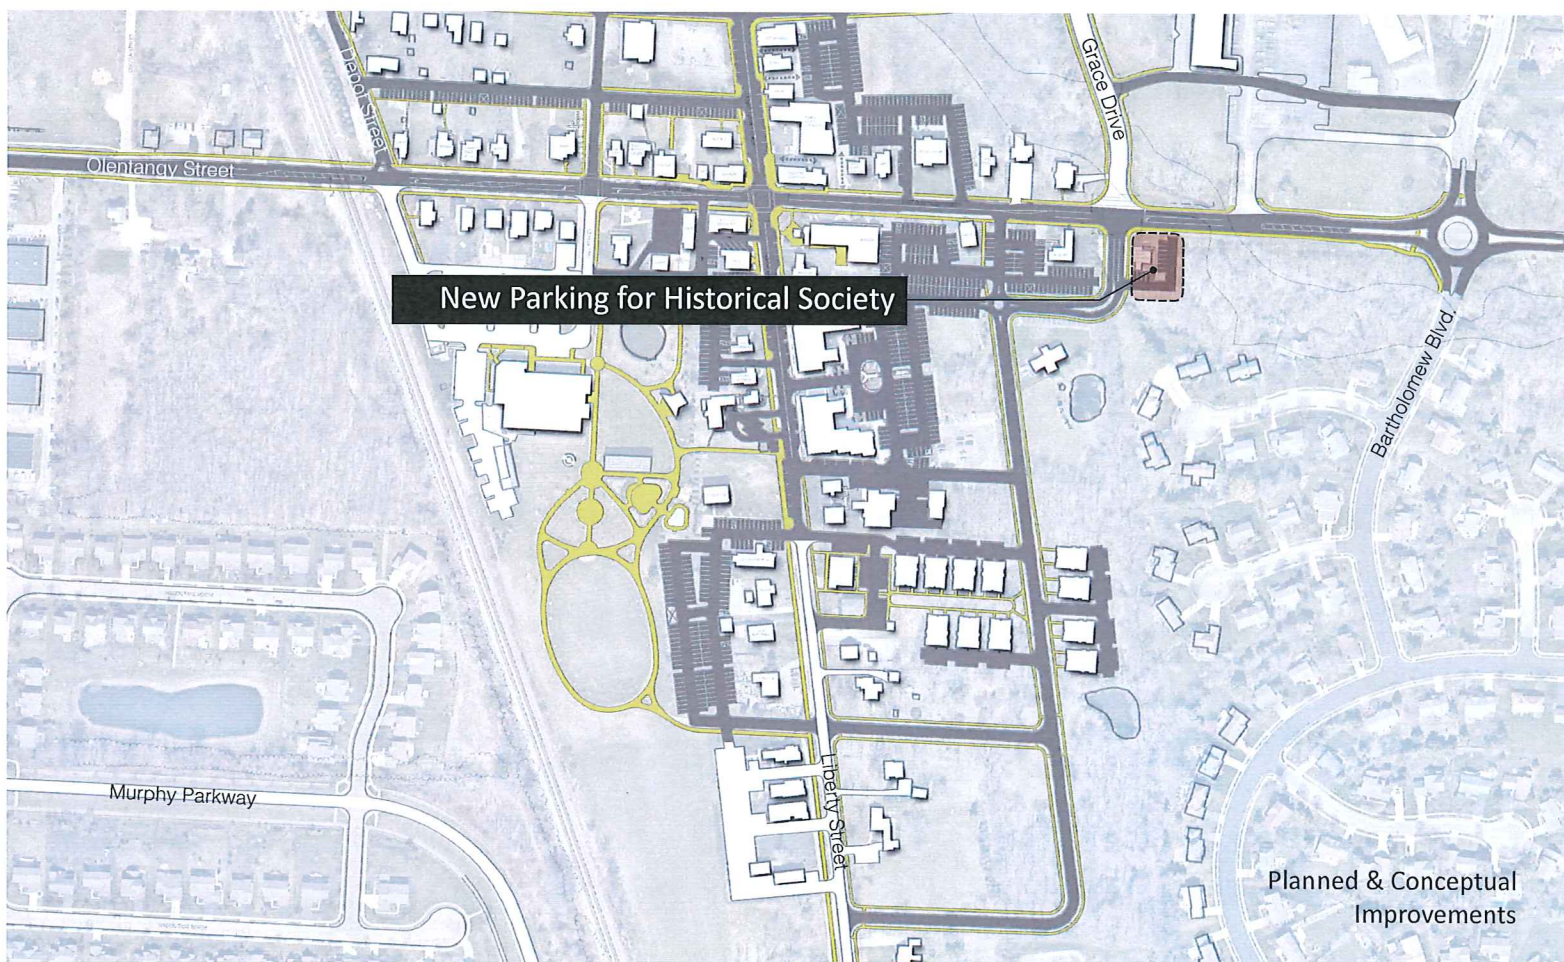 Grace Drive
Depot Street
Olentangy Street
New Parking for Historical Society
Bartholomew Blvd.
Murphy Parkway
Liberty Street
Planned & Conceptual
Improvements